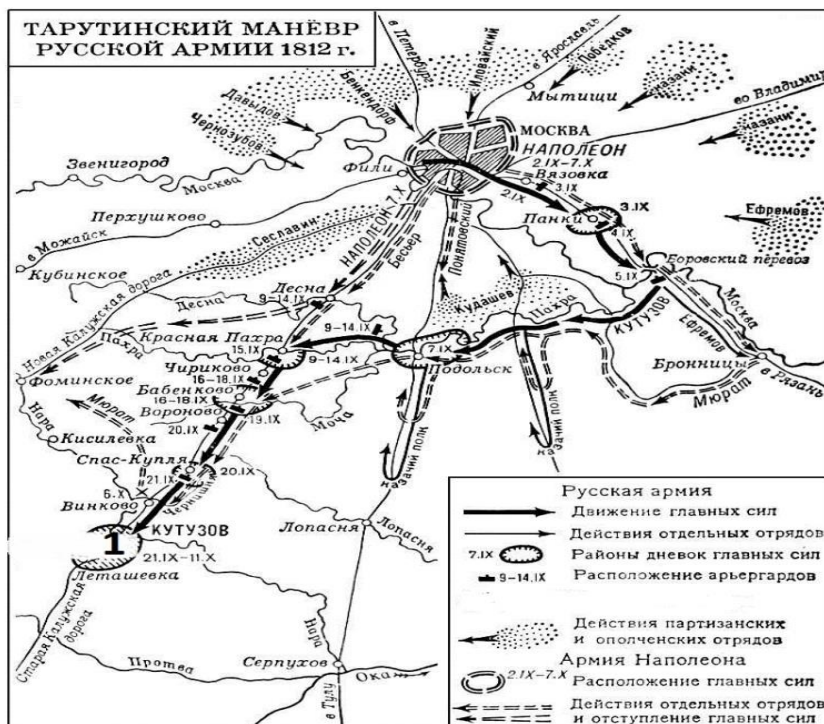 ТАРУТИНСКИЙ МАНЁВР
РУССКОЙ АРМИИ 1812 г.
в Петербург
Бенкендорф
Иловайский
в Ярославль
Победнов
казаки
Мытищи
во Владимир
Давыдов
Чернозубов
казаки
МОСКВА
НАПОЛЕОН
2.IX–7.X
Звенигород
Москва
Фили
Вязовка
3.IX
2.IX
Перхушково
Панки
3.IX
4.IX
Ефремов
в Можайск
Сеславин
НАПОЛЕОН 7.X
Бесьер
Понятовский
Кубинское
5.IX
Боровский перевоз
Новая Калужская дорога
Десна
Десна
9–14.IX
Кудашев
Пахра
КУТУЗОВ
Ефремов
Москва
Пахра
Красная Пахра
9–14.IX
15.IX
9–14.IX
7.IX
Подольск
Бронницы
в Рязань
Мюрат
Чириково
16–18.IX
Фоминское
Бабенково
16–18.IX
19.IX
Моча
Вороново
Мюрат
20.IX
Нара
Кисилевка
казачий полк
казачий полк
Спас-Купля
20.IX
21.IX
6.X
Винково
Чернишня
Лопасня
Лопасня
1
КУТУЗОВ
21.IX–11.X
Леташевка
Старая Калужская
дорога
Нара
Протва
Серпухов
Ока
в Тулу
Русская армия
Движение главных сил
Действия отдельных отрядов
7.IX Районы дневок главных сил
9–14.IX Расположение арьергардов
Действия партизанских
и ополченских отрядов
Армия Наполеона
2.IX–7.X Расположение главных сил
Действия отдельных отрядов
и отступление главных сил